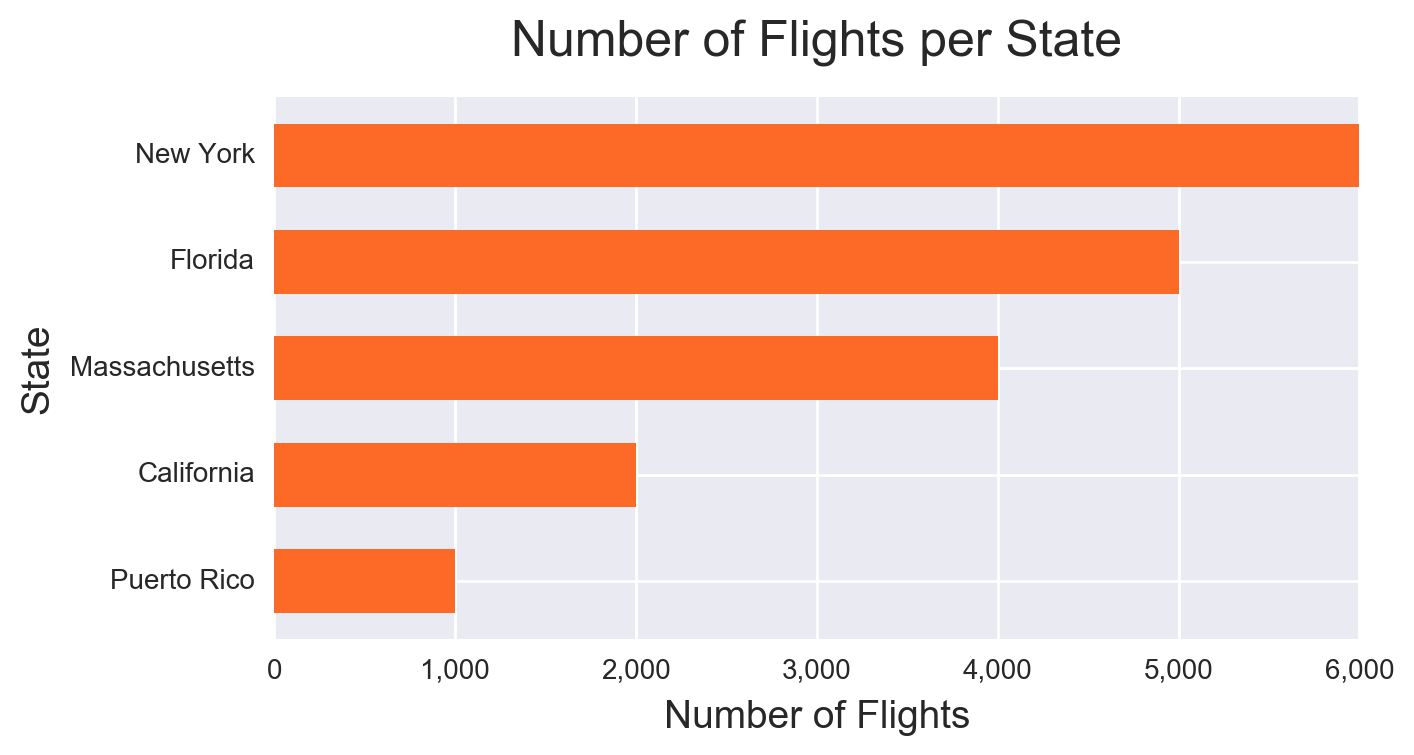 Number of Flights per State
New York
Florida
Massachusetts
California
Puerto Rico
State
0 1,000 2,000 3,000 4,000 5,000 6,000
Number of Flights